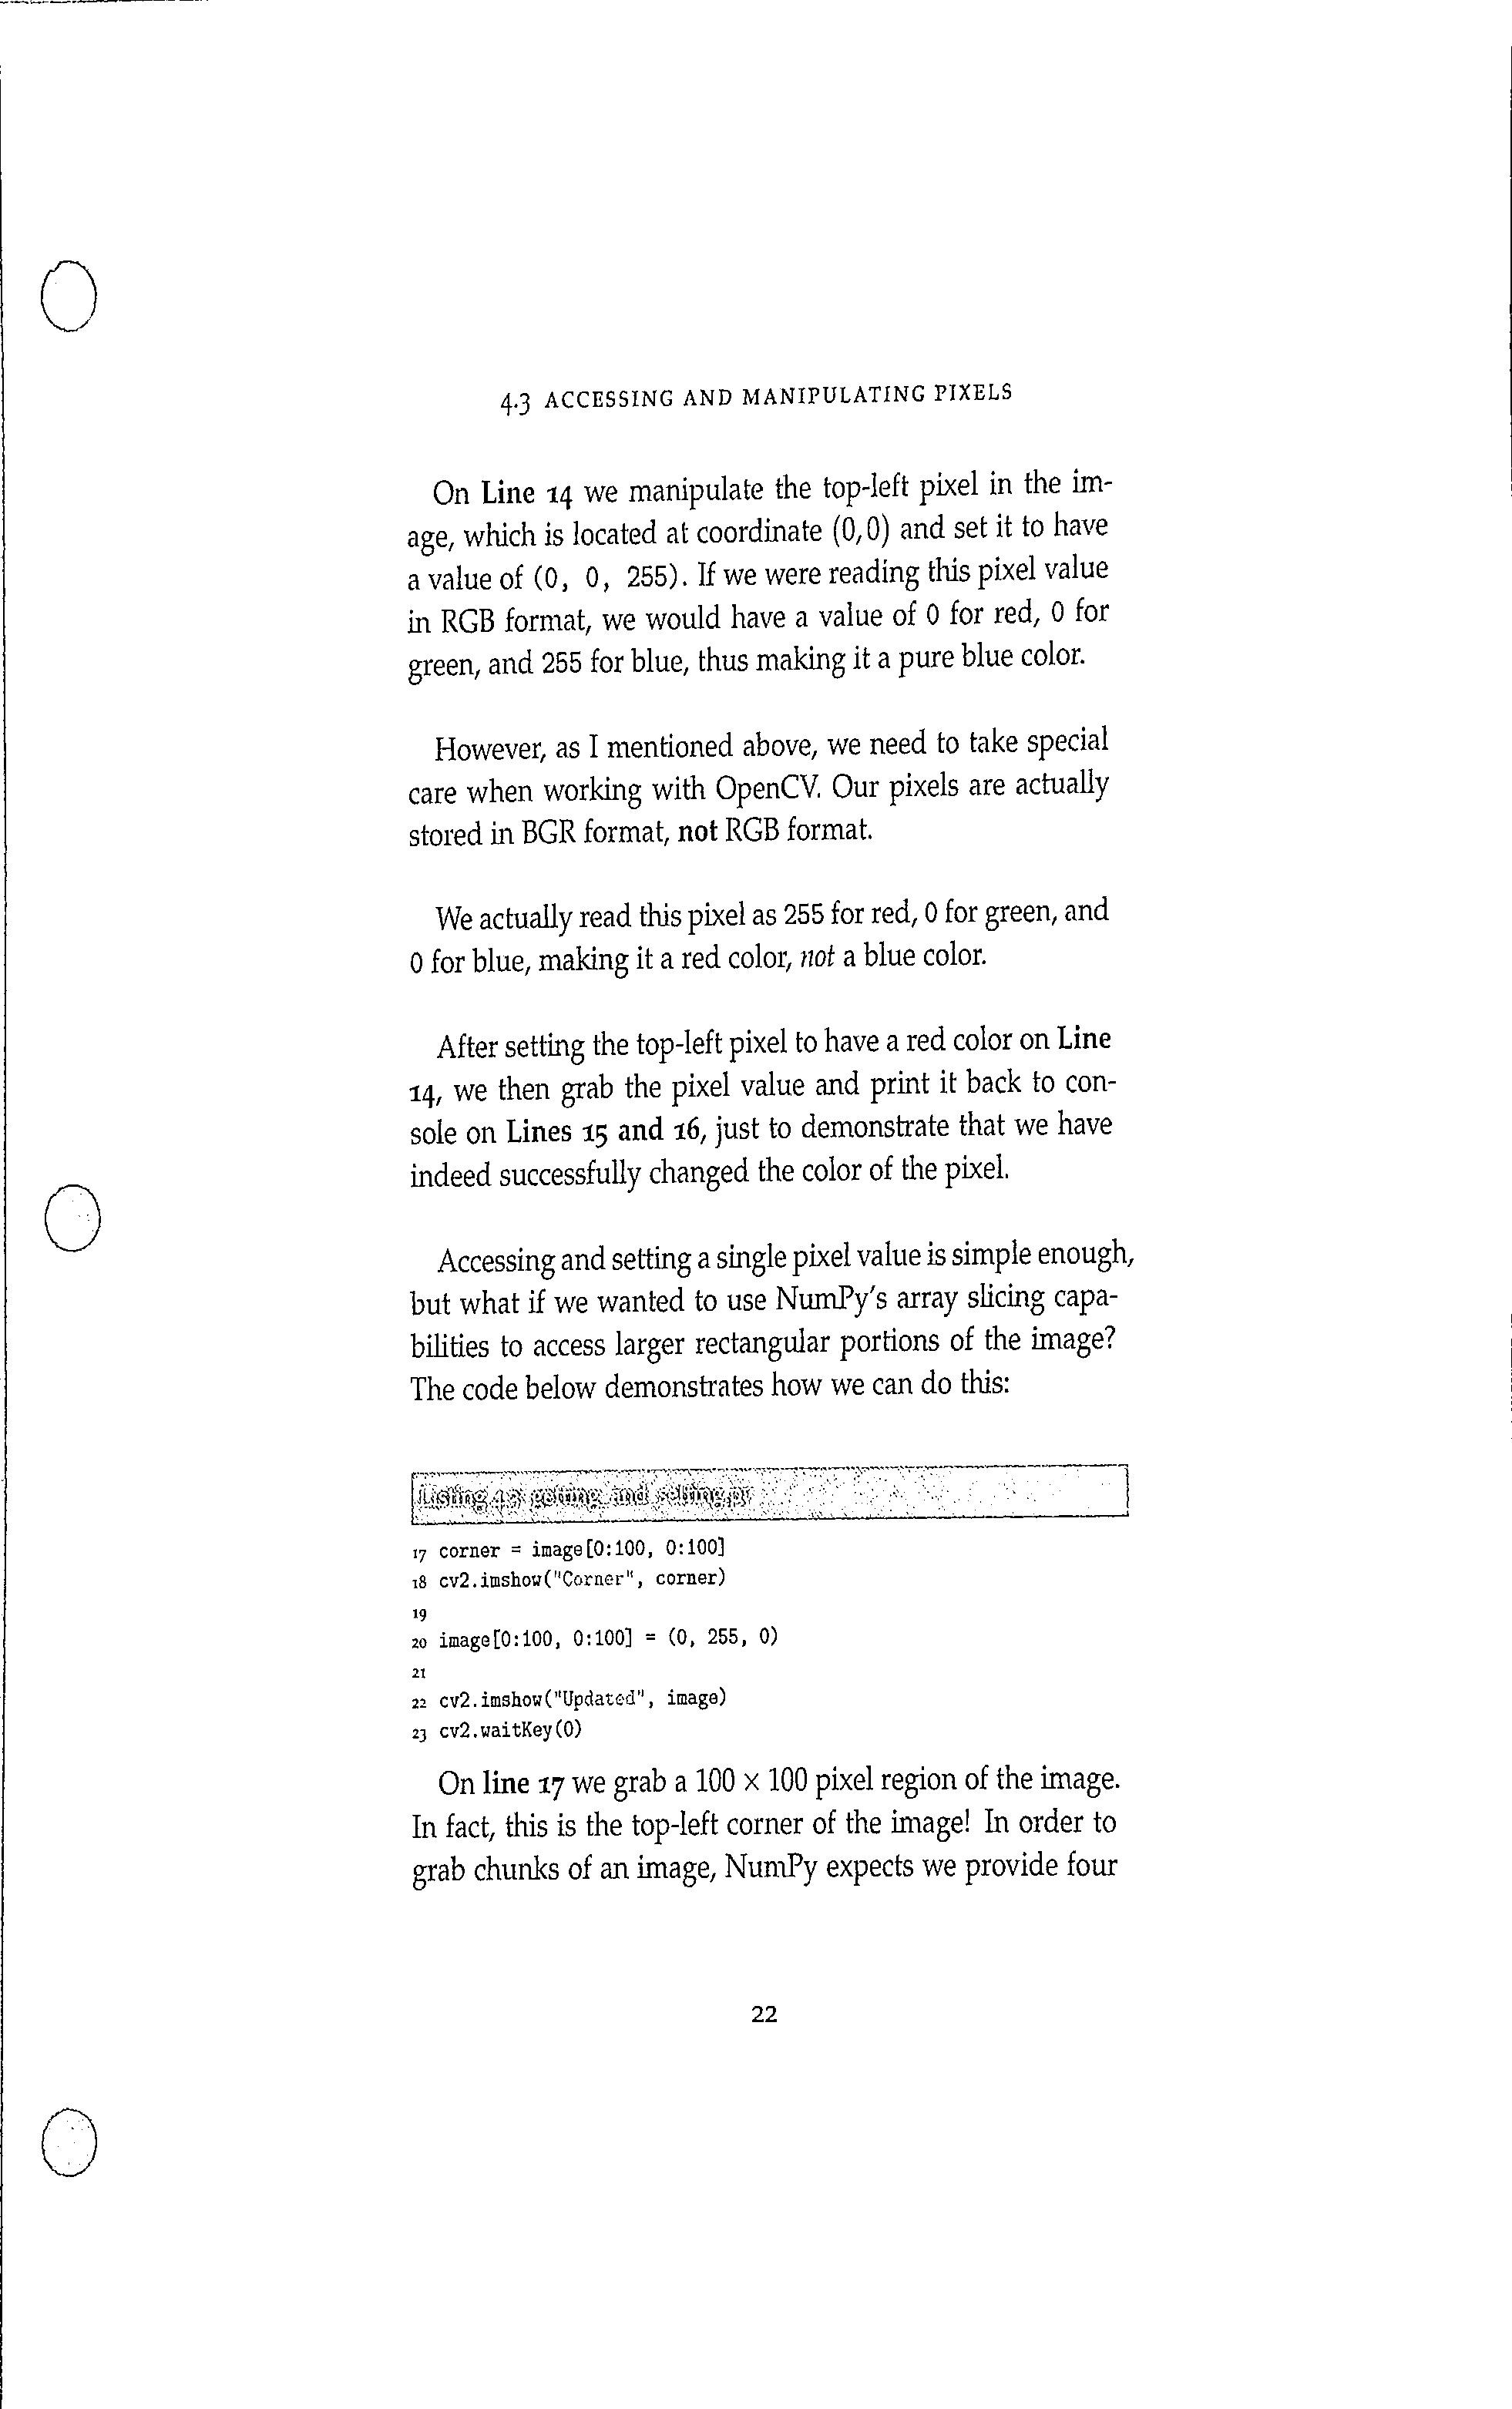 4.3 ACCESSING AND MANIPULATING PIXELS
On Line 14 we manipulate the top-left pixel in the im-
age, which is located at coordinate (0,0) and set it to have
a value of (0, 0, 255). If we were reading this pixel value
in RGB format, we would have a value of 0 for red, 0 for
green, and 255 for blue, thus making it a pure blue color.
However, as I mentioned above, we need to take special
care when working with OpenCV. Our pixels are actually
stored in BGR format, not RGB format.
We actually read this pixel as 255 for red, 0 for green, and
0 for blue, making it a red color, not a blue color.
After setting the top-left pixel to have a red color on Line
14, we then grab the pixel value and print it back to con-
sole on Lines 15 and 16, just to demonstrate that we have
indeed successfully changed the color of the pixel.
Accessing and setting a single pixel value is simple enough,
but what if we wanted to use NumPy's array slicing capa-
bilities to access larger rectangular portions of the image?
The code below demonstrates how we can do this:
Listing 4.3: getting_and_setting.py
17 corner = image[0:100, 0:100]
18 cv2.imshow("Corner", corner)
19
20 image[0:100, 0:100] = (0, 255, 0)
21
22 cv2.imshow("Updated", image)
23 cv2.waitKey(0)
On line 17 we grab a 100 × 100 pixel region of the image.
In fact, this is the top-left corner of the image! In order to
grab chunks of an image, NumPy expects we provide four
22